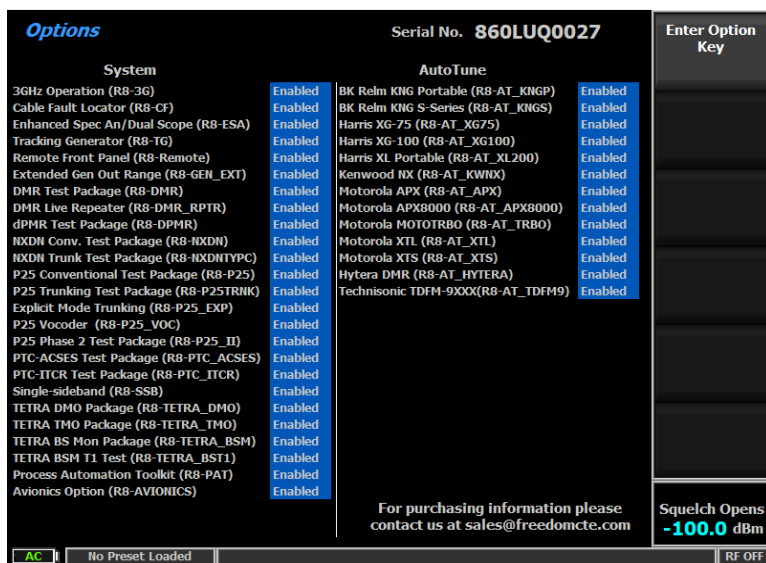 Options
Serial No. 860LUQ0027
System
3GHz Operation (R8-3G) Enabled
Cable Fault Locator (R8-CF) Enabled
Enhanced Spec An/Dual Scope (R8-ESA) Enabled
Tracking Generator (R8-TG) Enabled
Remote Front Panel (R8-Remote) Enabled
Extended Gen Out Range (R8-GEN_EXT) Enabled
DMR Test Package (R8-DMR) Enabled
DMR Live Repeater (R8-DMR_RPTR) Enabled
dPMR Test Package (R8-DPMR) Enabled
NXDN Conv. Test Package (R8-NXDN) Enabled
NXDN Trunk Test Package (R8-NXDNTYPC) Enabled
P25 Conventional Test Package (R8-P25) Enabled
P25 Trunking Test Package (R8-P25TRNK) Enabled
Explicit Mode Trunking (R8-P25_EXP) Enabled
P25 Vocoder (R8-P25_VOC) Enabled
P25 Phase 2 Test Package (R8-P25_II) Enabled
PTC-ACSES Test Package (R8-PTC_ACSES) Enabled
PTC-ITCR Test Package (R8-PTC_ITCR) Enabled
Single-sideband (R8-SSB) Enabled
TETRA DMO Package (R8-TETRA_DMO) Enabled
TETRA TMO Package (R8-TETRA_TMO) Enabled
TETRA BS Mon Package (R8-TETRA_BSM) Enabled
TETRA BSM T1 Test (R8-TETRA_BST1) Enabled
Process Automation Toolkit (R8-PAT) Enabled
Avionics Option (R8-AVIONICS) Enabled
AutoTune
BK Relm KNG Portable (R8-AT_KNGP) Enabled
BK Relm KNG S-Series (R8-AT_KNGS) Enabled
Harris XG-75 (R8-AT_XG75) Enabled
Harris XG-100 (R8-AT_XG100) Enabled
Harris XL Portable (R8-AT_XL200) Enabled
Kenwood NX (R8-AT_KWNX) Enabled
Motorola APX (R8-AT_APX) Enabled
Motorola APX8000 (R8-AT_APX8000) Enabled
Motorola MOTOTRBO (R8-AT_TRBO) Enabled
Motorola XTL (R8-AT_XTL) Enabled
Motorola XTS (R8-AT_XTS) Enabled
Hytera DMR (R8-AT_HYTERA) Enabled
Technisonic TDFM-9XXX(R8-AT_TDFM9) Enabled
For purchasing information please
contact us at sales@freedomcte.com
Enter Option
Key
Squelch Opens
-100.0 dBm
AC
No Preset Loaded
RF OFF